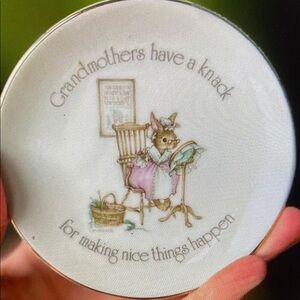 Grandmothers have a knack
for making nice things happen